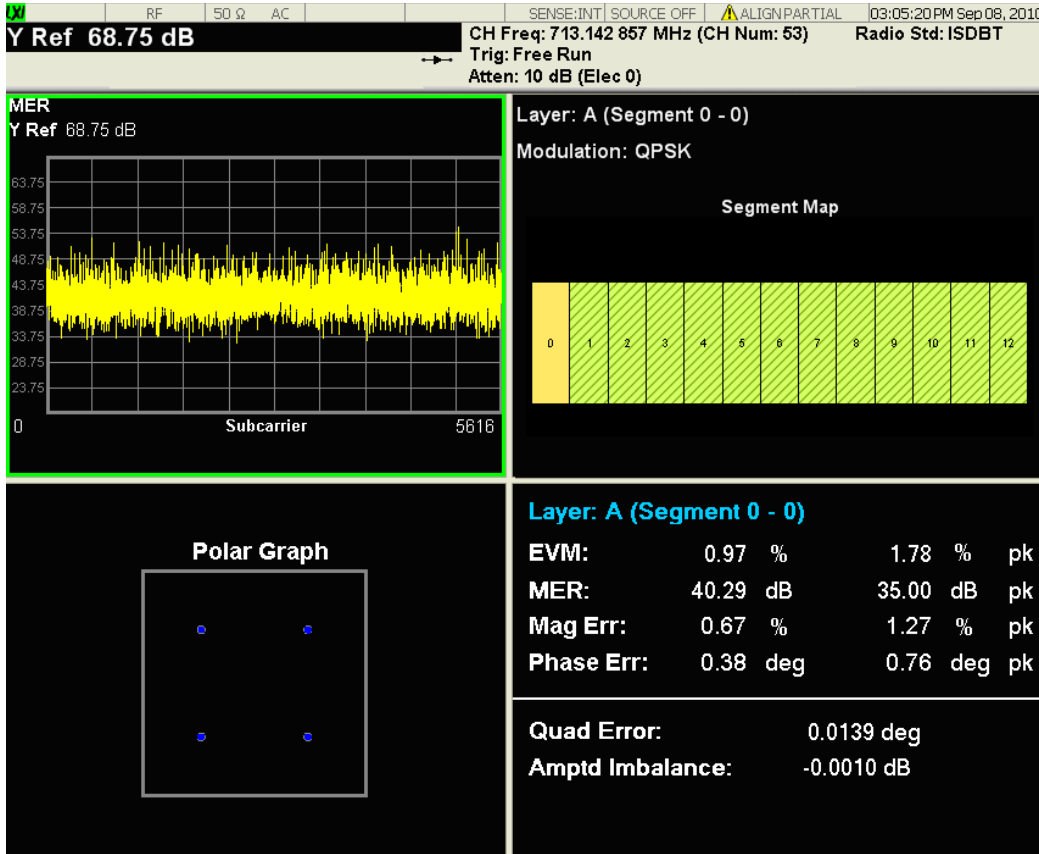 LXI RF 50 Ω AC SENSE:INT SOURCE OFF ALIGN PARTIAL 03:05:20 PM Sep 08, 2010
Y Ref 68.75 dB
CH Freq: 713.142 857 MHz (CH Num: 53) Radio Std: ISDBT
Trig: Free Run
Atten: 10 dB (Elec 0)
MER
Y Ref 68.75 dB
63.75
58.75
53.75
48.75
43.75
38.75
33.75
28.75
23.75
0 Subcarrier 5616
Layer: A (Segment 0 - 0)
Modulation: QPSK
Segment Map
0 1 2 3 4 5 6 7 8 9 10 11 12
Polar Graph
Layer: A (Segment 0 - 0)
EVM: 0.97 % 1.78 % pk
MER: 40.29 dB 35.00 dB pk
Mag Err: 0.67 % 1.27 % pk
Phase Err: 0.38 deg 0.76 deg pk
Quad Error: 0.0139 deg
Amptd Imbalance: -0.0010 dB